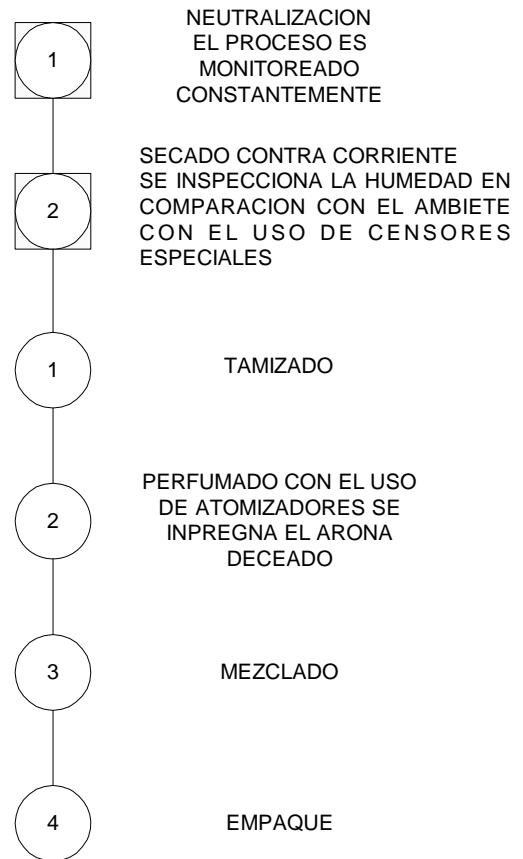 1
NEUTRALIZACION
EL PROCESO ES
MONITOREADO
CONSTANTEMENTE
2
SECADO CONTRA CORRIENTE
SE INSPECCIONA LA HUMEDAD EN
COMPARACION CON EL AMBIETE
CON EL USO DE CENSORES
ESPECIALES
1
TAMIZADO
2
PERFUMADO CON EL USO
DE ATOMIZADORES SE
INPREGNA EL ARONA
DECEADO
3
MEZCLADO
4
EMPAQUE